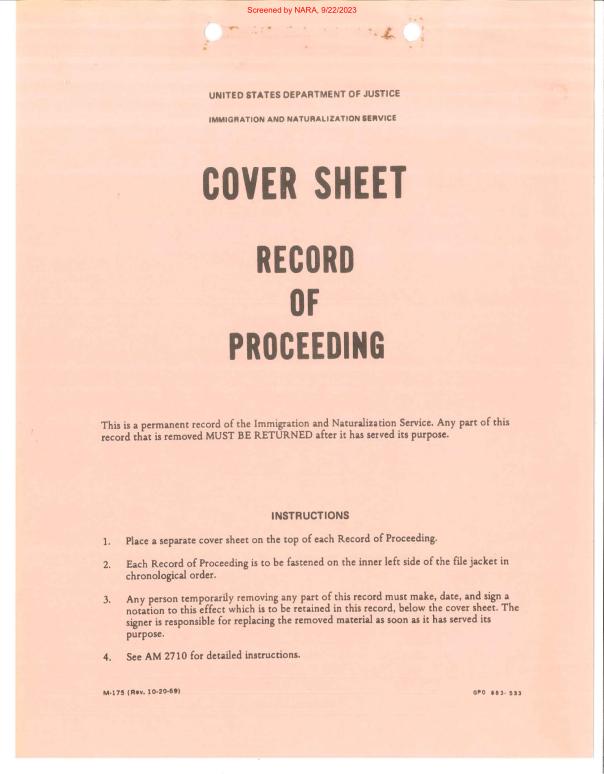 Screened by NARA, 9/22/2023
UNITED STATES DEPARTMENT OF JUSTICE
IMMIGRATION AND NATURALIZATION SERVICE
COVER SHEET
RECORD
OF
PROCEEDING
This is a permanent record of the Immigration and Naturalization Service. Any part of this
record that is removed MUST BE RETURNED after it has served its purpose.
INSTRUCTIONS
1. Place a separate cover sheet on the top of each Record of Proceeding.
2. Each Record of Proceeding is to be fastened on the inner left side of the file jacket in
chronological order.
3. Any person temporarily removing any part of this record must make, date, and sign a
notation to this effect which is to be retained in this record, below the cover sheet. The
signer is responsible for replacing the removed material as soon as it has served its
purpose.
4. See AM 2710 for detailed instructions.
M-175 (Rev. 10-20-69)
GPO 883-533